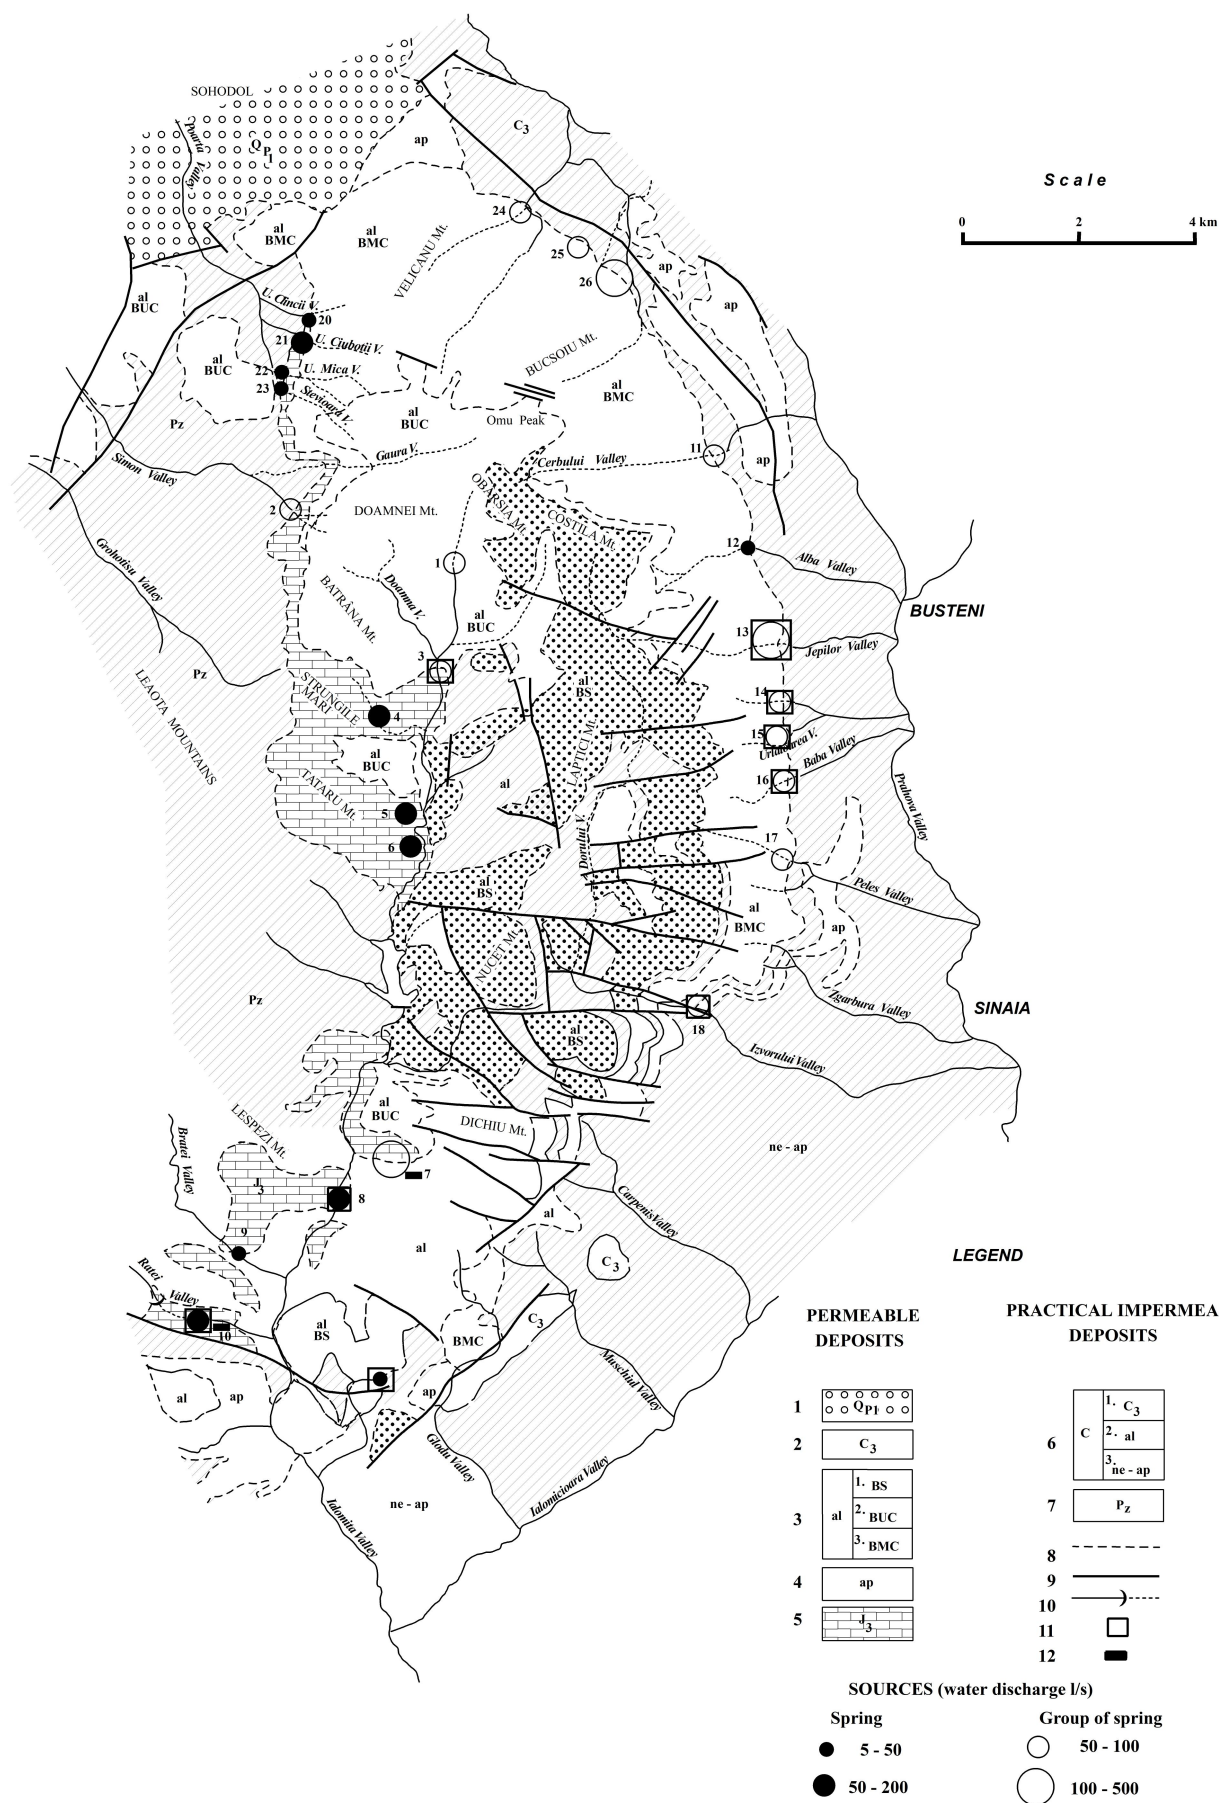 SOHODOL
Poarta Valley
Q P 1
ap
C3
Scale
0 2 4 km
al
BMC
al
BMC
VELICANU Mt.
24
25
26
ap
ap
al
BUC
U. Clincii V.
20
21
U. Ciubotii V.
al
BUC
22
U. Mica V.
23
Sievioara V.
BUCSOIU Mt.
al
BMC
Pz
al
BUC
Omu Peak
Simon Valley
Gaura V.
Cerbului Valley
11
ap
2
DOAMNEI Mt.
OBARSIA Mt.
COSTILA Mt.
Grohotisu Valley
1
12
Alba Valley
BATRÂNA Mt.
Doamna V.
al
BUC
BUSTENI
13
Jepilor Valley
LEAOTA MOUNTAINS
Pz
3
STRUNGILE
MARI
4
al
BS
14
LAPTICI Mt.
15
Urlatoarea V.
Baba Valley
al
BUC
TATARU Mt.
al
16
Prahova Valley
5
6
Dorului V.
17
Peles Valley
al
BS
al
BMC
ap
NUCET Mt.
Pz
Zgarbura Valley
SINAIA
18
al
BS
Izvorului Valley
LESPEZI Mt.
al
BUC
DICHIU Mt.
ne - ap
Bratei Valley
7
J3
8
Carpenis Valley
al
9
al
C3
LEGEND
Ratei
Valley
10
al
BS
BMC
C3
Muschiul Valley
al
ap
ap
Glodu Valley
Ialomicioara Valley
ne - ap
Ialomita Valley
PERMEABLE
DEPOSITS
PRACTICAL IMPERMEA
DEPOSITS
1 QP1
2 C3
3 al 1. BS
2. BUC
3. BMC
4 ap
5 J3
6 C 1. C3
2. al
3. ne - ap
7 Pz
8
9
10
11
12
SOURCES (water discharge l/s)
Spring
Group of spring
5 - 50
50 - 100
50 - 200
100 - 500